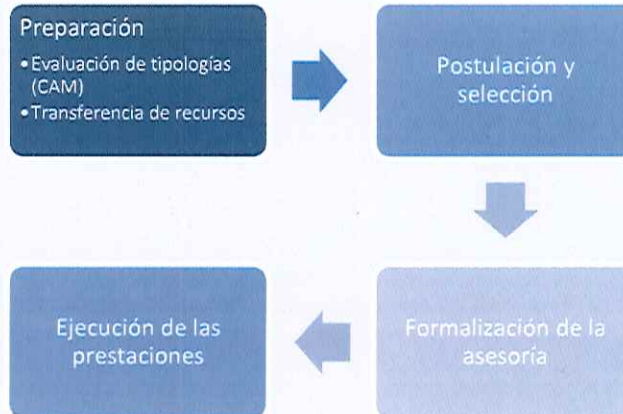 Preparación
•Evaluación de tipologías
(CAM)
•Transferencia de recursos
Postulación y
selección
Formalización de la
asesoría
Ejecución de las
prestaciones